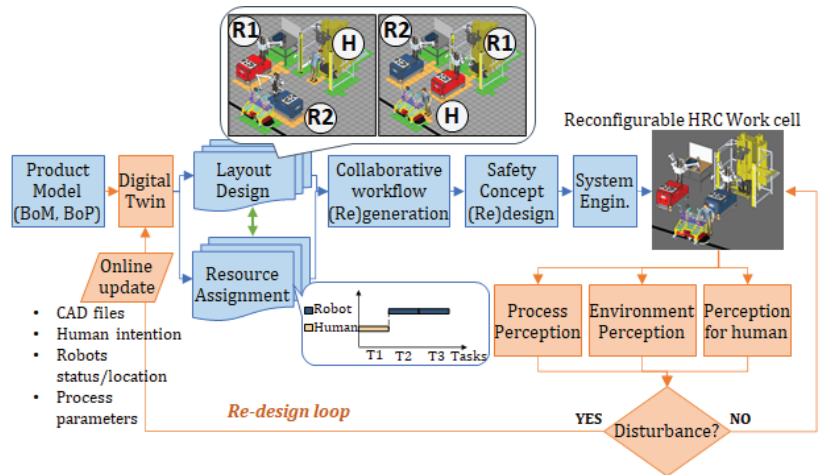 R1
H
R2
R2
R1
H
Reconfigurable HRC Work cell
Product
Model
(BoM, BoP)
Digital
Twin
Layout
Design
Collaborative
workflow
(Re)generation
Safety
Concept
(Re)design
System
Engin.
Online
update
Resource
Assignment
Robot
Human
T1 T2 T3 Tasks
• CAD files
• Human intention
• Robots
status/location
• Process
parameters
Process
Perception
Environment
Perception
Perception
for human
Re-design loop
YES
Disturbance?
NO